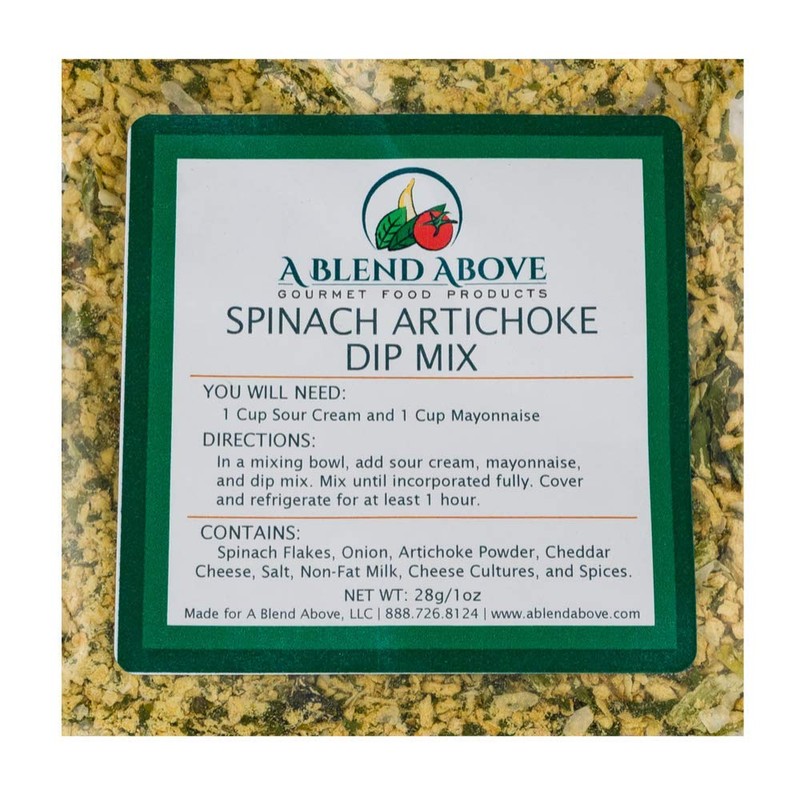 A BLEND ABOVE
GOURMET FOOD PRODUCTS
SPINACH ARTICHOKE
DIP MIX
YOU WILL NEED:
1 Cup Sour Cream and 1 Cup Mayonnaise
DIRECTIONS:
In a mixing bowl, add sour cream, mayonnaise,
and dip mix. Mix until incorporated fully. Cover
and refrigerate for at least 1 hour.
CONTAINS:
Spinach Flakes, Onion, Artichoke Powder, Cheddar
Cheese, Salt, Non-Fat Milk, Cheese Cultures, and Spices.
NET WT: 28g/1oz
Made for A Blend Above, LLC | 888.726.8124 | www.ablendabove.com